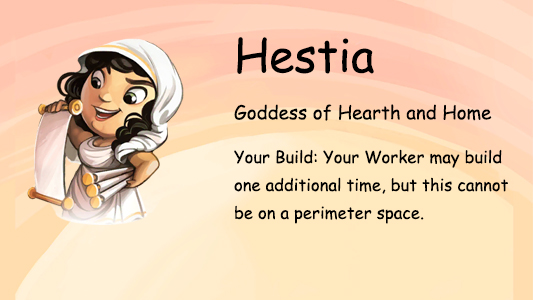 Hestia
Goddess of Hearth and Home
Your Build: Your Worker may build
one additional time, but this cannot
be on a perimeter space.